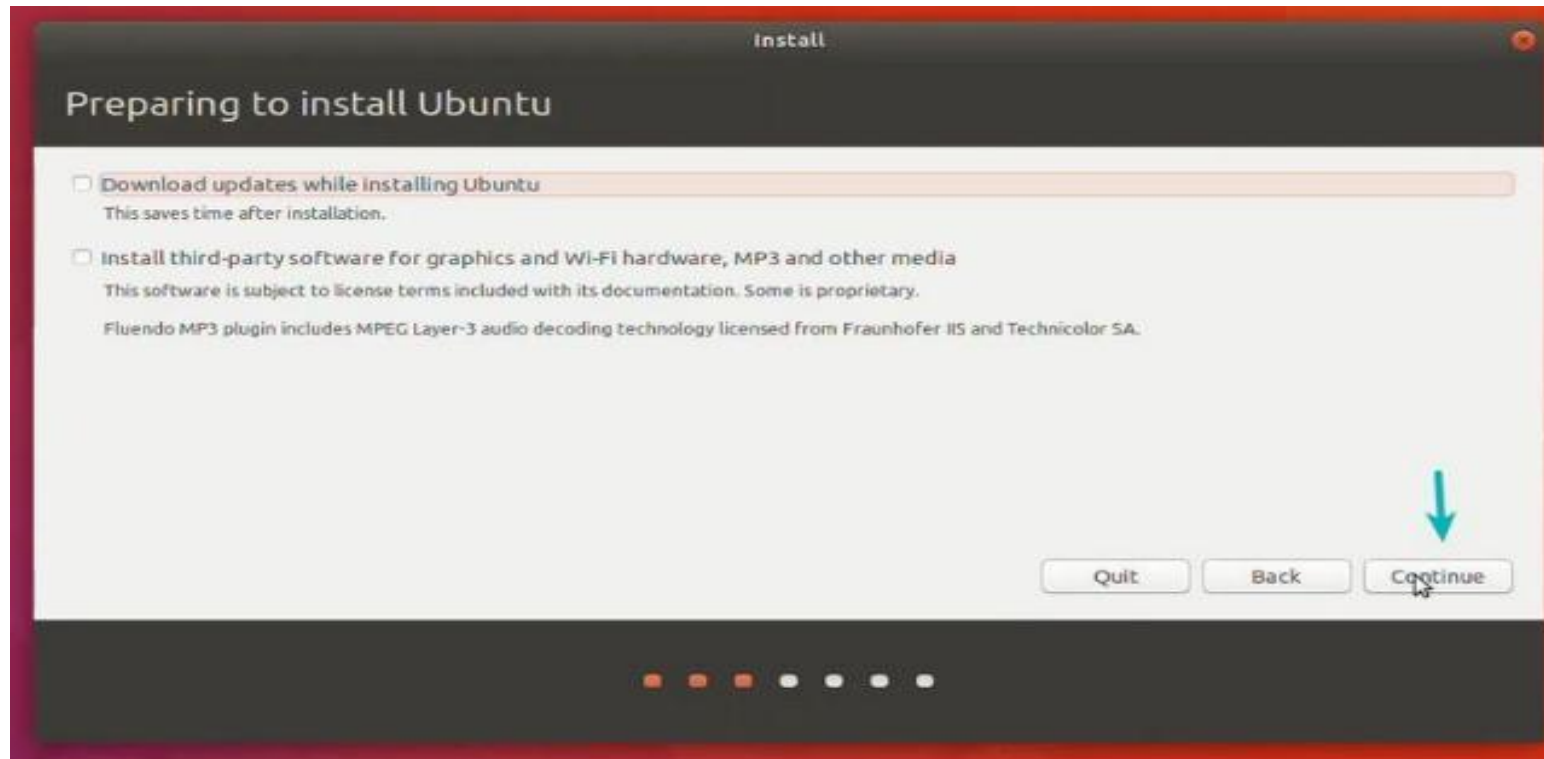 Install
Preparing to install Ubuntu
Download updates while installing Ubuntu
This saves time after installation.
Install third-party software for graphics and Wi-Fi hardware, MP3 and other media
This software is subject to license terms included with its documentation. Some is proprietary.
Fluendo MP3 plugin includes MPEG Layer-3 audio decoding technology licensed from Fraunhofer IIS and Technicolor SA.
Quit Back Continue